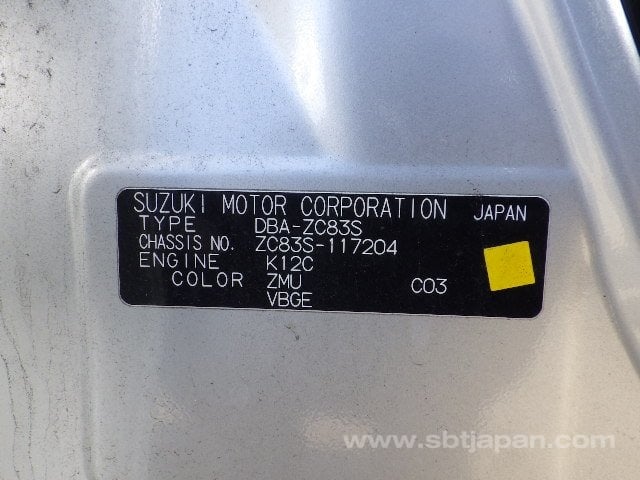 SUZUKI MOTOR CORPORATION JAPAN
TYPE DBA-ZC83S
CHASSIS NO. ZC83S-117204
ENGINE K12C
COLOR ZMU C03
VBGE
www.sbtjapan.com